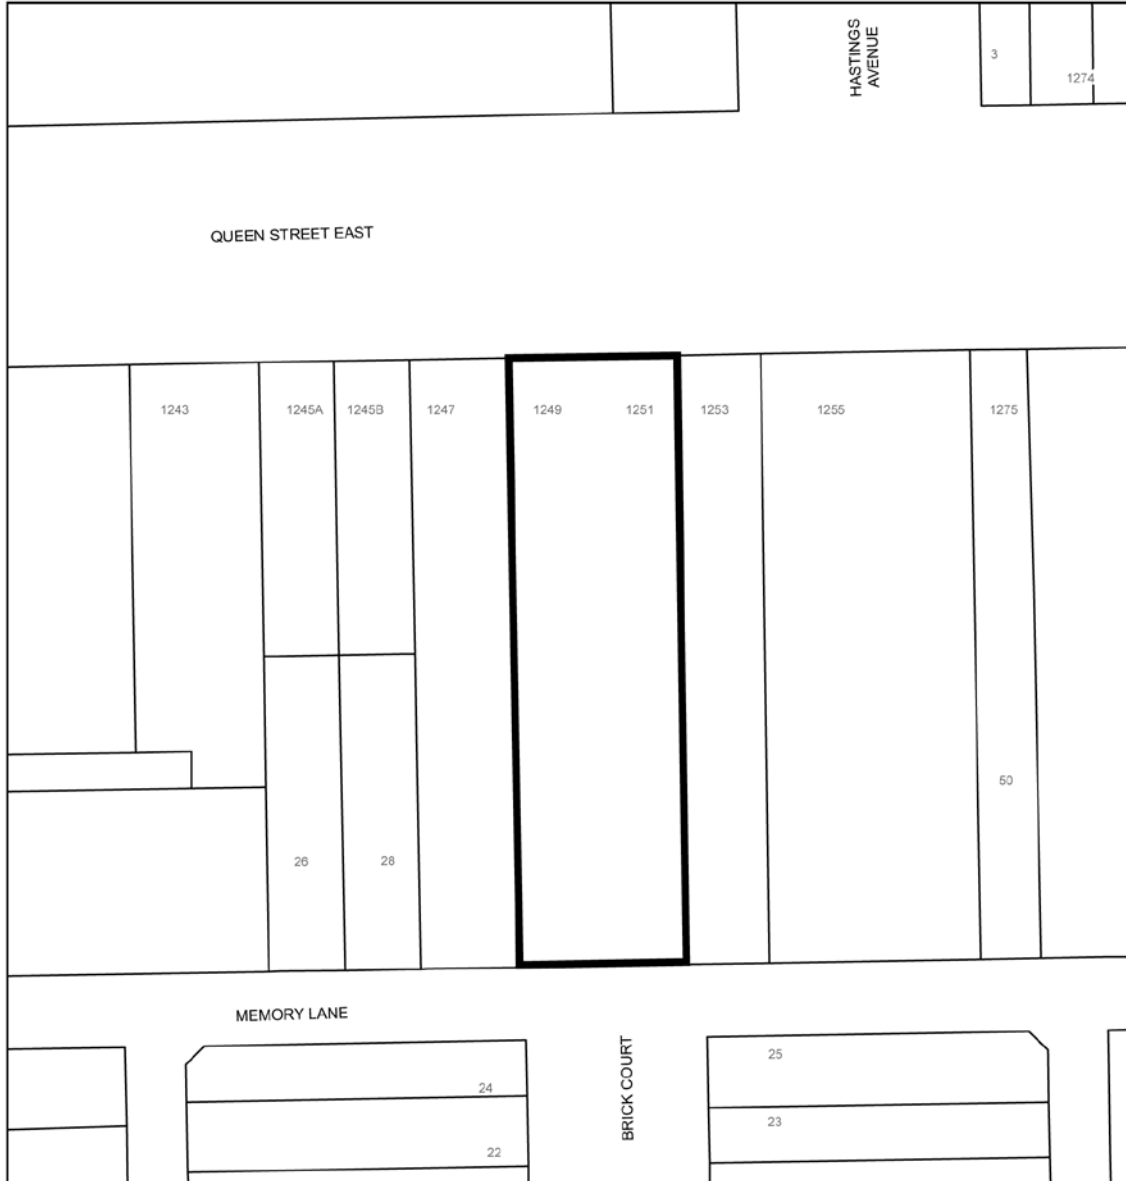 HASTINGS
AVENUE
3
1274
QUEEN STREET EAST
1243
1245A
1245B
1247
1249
1251
1253
1255
1275
50
26
28
MEMORY LANE
BRICK COURT
24
25
22
23